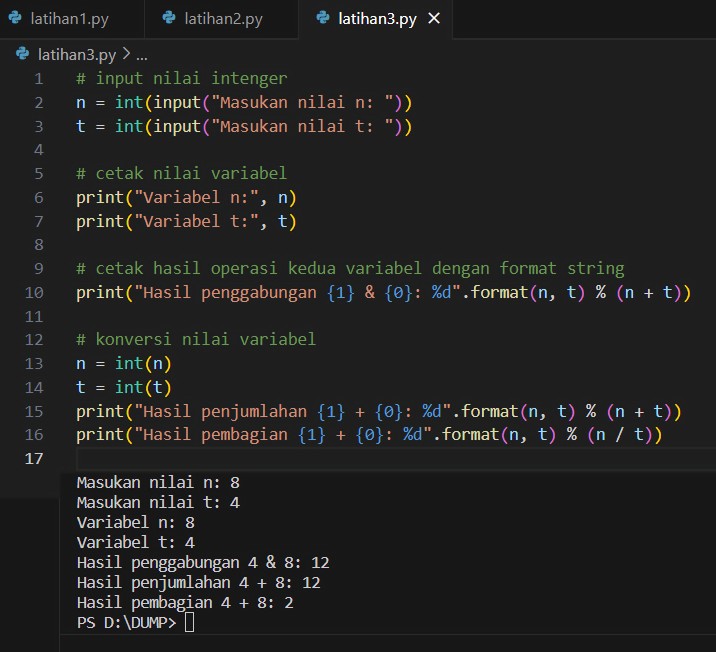 latihan1.py latihan2.py latihan3.py
latihan3.py > ...
1 # input nilai intenger
2 n = int(input("Masukan nilai n: "))
3 t = int(input("Masukan nilai t: "))
4
5 # cetak nilai variabel
6 print("Variabel n:", n)
7 print("Variabel t:", t)
8
9 # cetak hasil operasi kedua variabel dengan format string
10 print("Hasil penggabungan {1} & {0}: %d".format(n, t) % (n + t))
11
12 # konversi nilai variabel
13 n = int(n)
14 t = int(t)
15 print("Hasil penjumlahan {1} + {0}: %d".format(n, t) % (n + t))
16 print("Hasil pembagian {1} + {0}: %d".format(n, t) % (n / t))
17
Masukan nilai n: 8
Masukan nilai t: 4
Variabel n: 8
Variabel t: 4
Hasil penggabungan 4 & 8: 12
Hasil penjumlahan 4 + 8: 12
Hasil pembagian 4 + 8: 2
PS D:\DUMP>